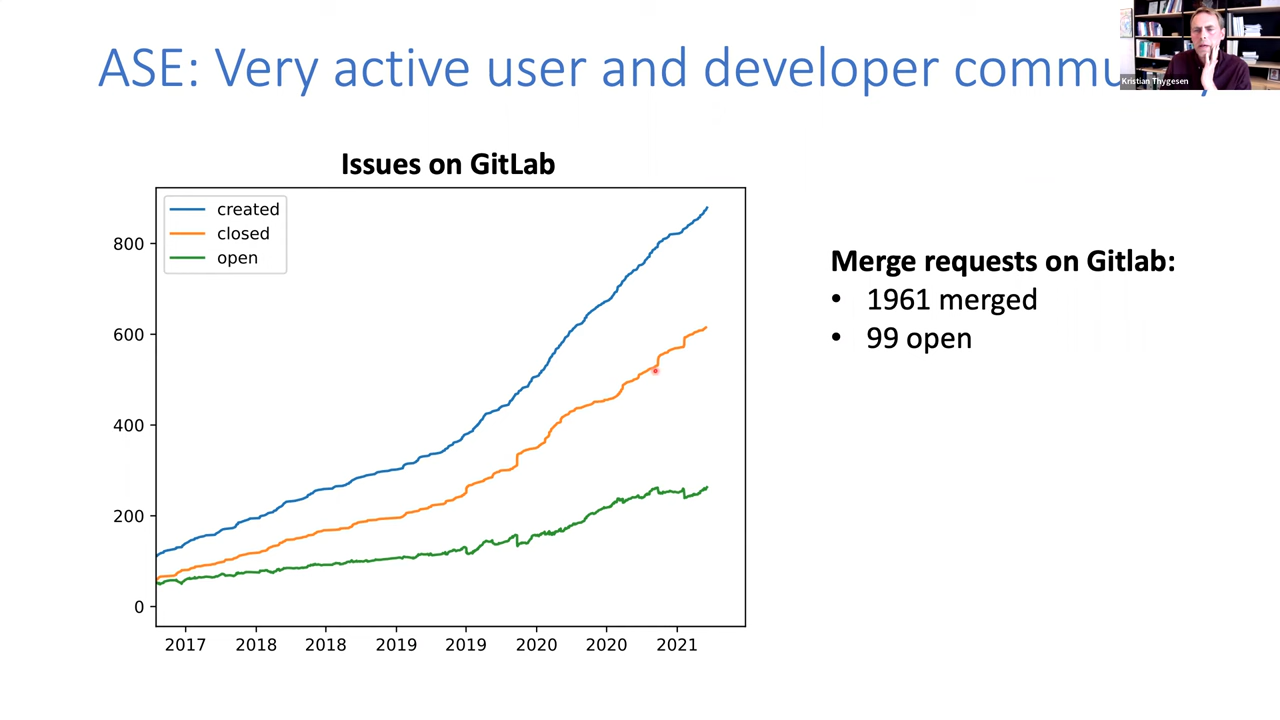 ASE: Very active user and developer commu
Kristian Thygesen
Issues on GitLab
created
closed
open
800
600
400
200
0
2017 2018 2018 2019 2019 2020 2020 2021
Merge requests on Gitlab:
• 1961 merged
• 99 open